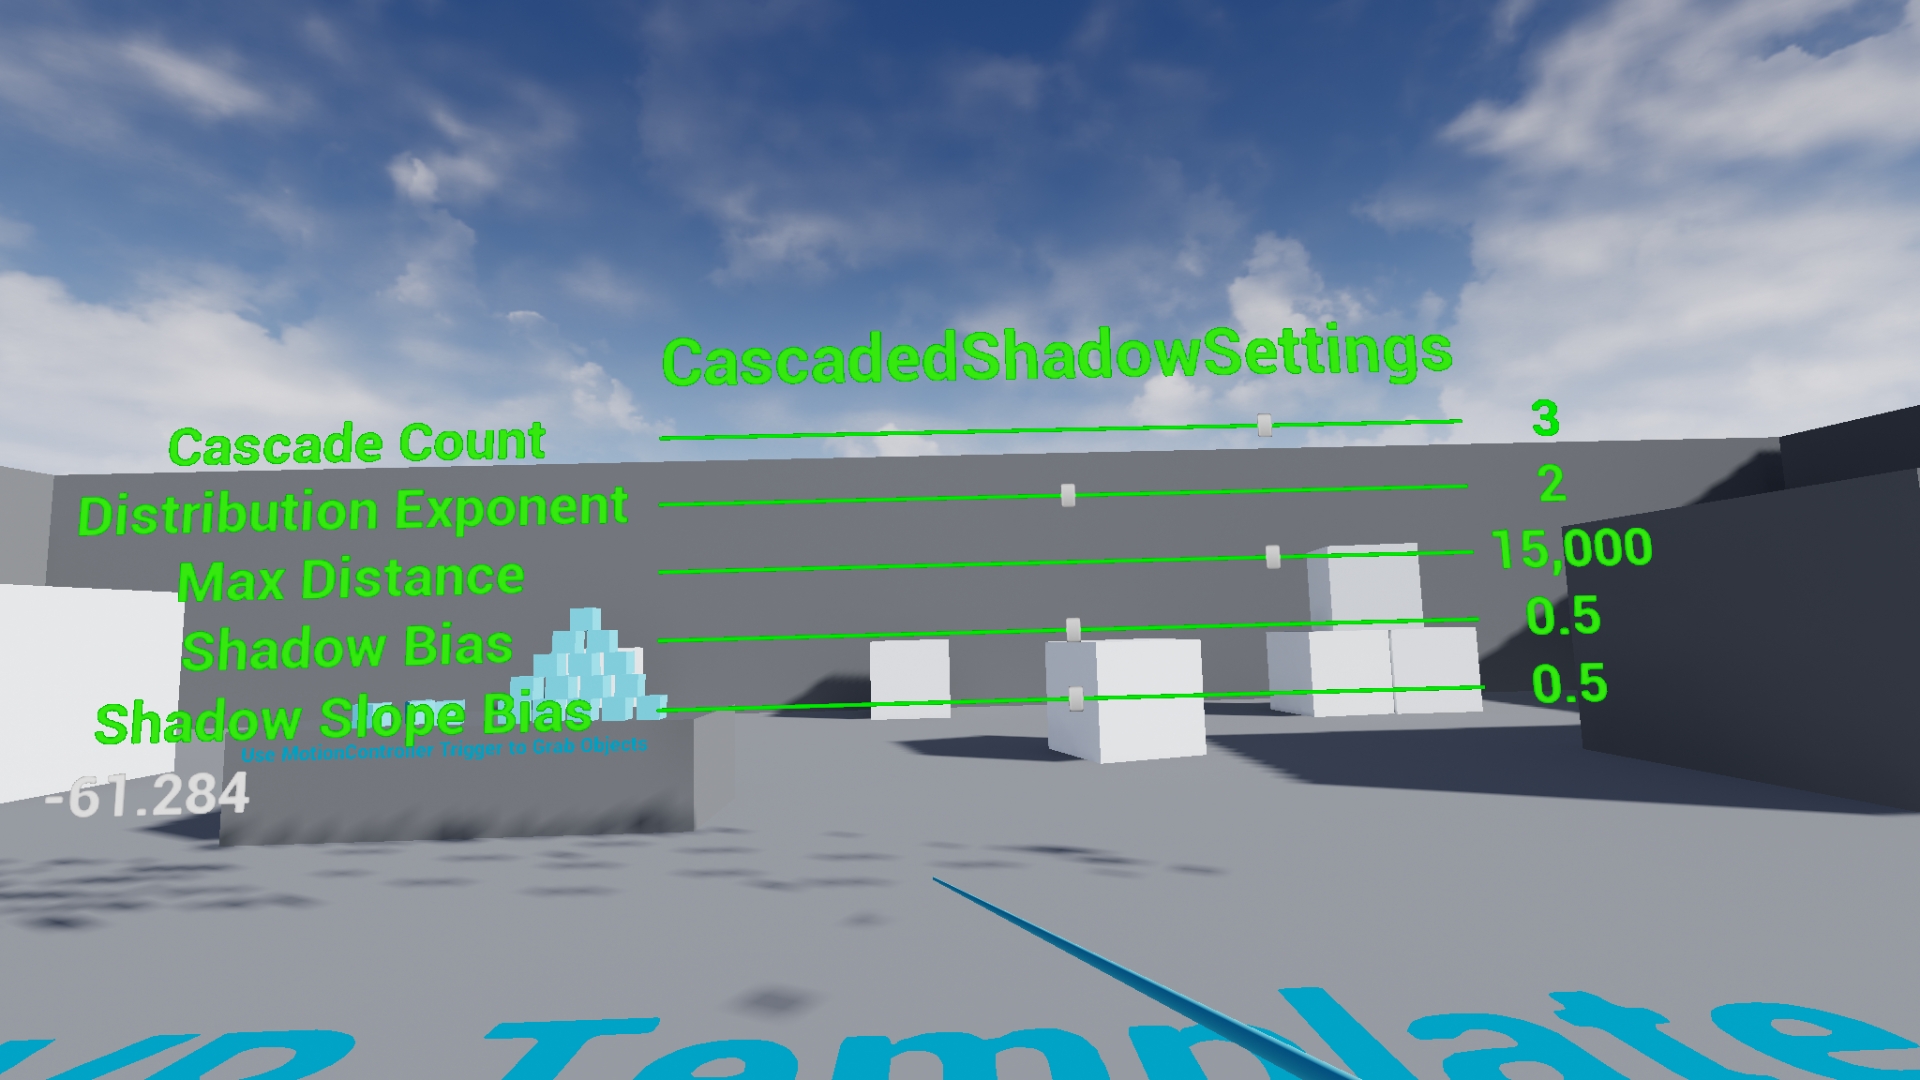 CascadedShadowSettings
Cascade Count 3
Distribution Exponent 2
Max Distance 15,000
Shadow Bias 0.5
Shadow Slope Bias 0.5
Use MotionController Trigger to Grab Objects
-61.284
VR Template